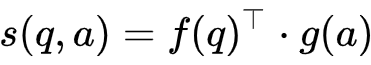 s(q, a) = f(q)^⊤ · g(a)